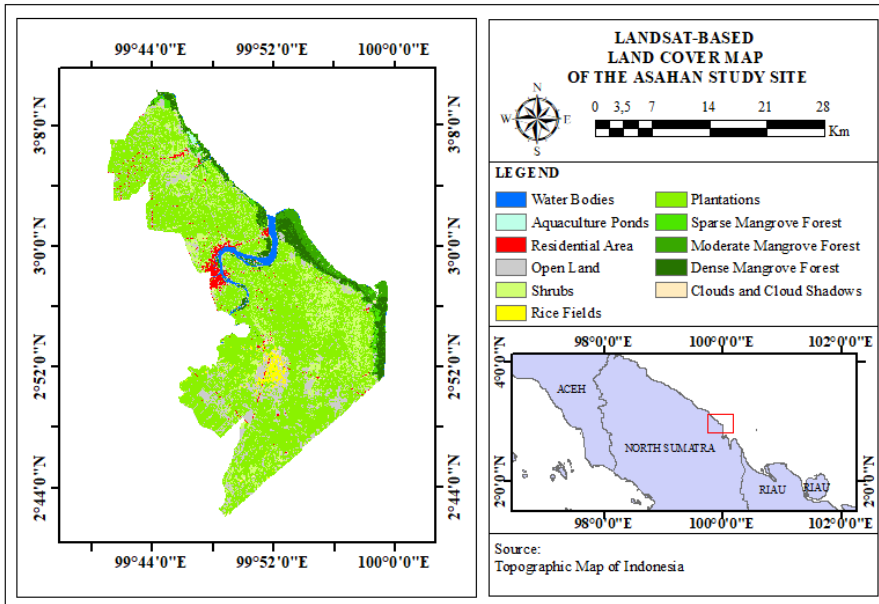 99°44'0"E 99°52'0"E 100°0'0"E
3°8'0"N 3°8'0"N
3°0'0"N 3°0'0"N
2°52'0"N 2°52'0"N
2°44'0"N 2°44'0"N
99°44'0"E 99°52'0"E 100°0'0"E
LANDSAT-BASED
LAND COVER MAP
OF THE ASAHAN STUDY SITE
N
W E
S
0 3,5 7 14 21 28
Km
LEGEND
Water Bodies
Aquaculture Ponds
Residential Area
Open Land
Shrubs
Rice Fields
Plantations
Sparse Mangrove Forest
Moderate Mangrove Forest
Dense Mangrove Forest
Clouds and Cloud Shadows
98°0'0"E 100°0'0"E 102°0'0"E
4°0'0"N 4°0'0"N
ACEH
NORTH SUMATRA
RIAU
RIAU
2°0'0"N 2°0'0"N
98°0'0"E 100°0'0"E 102°0'0"E
Source:
Topographic Map of Indonesia